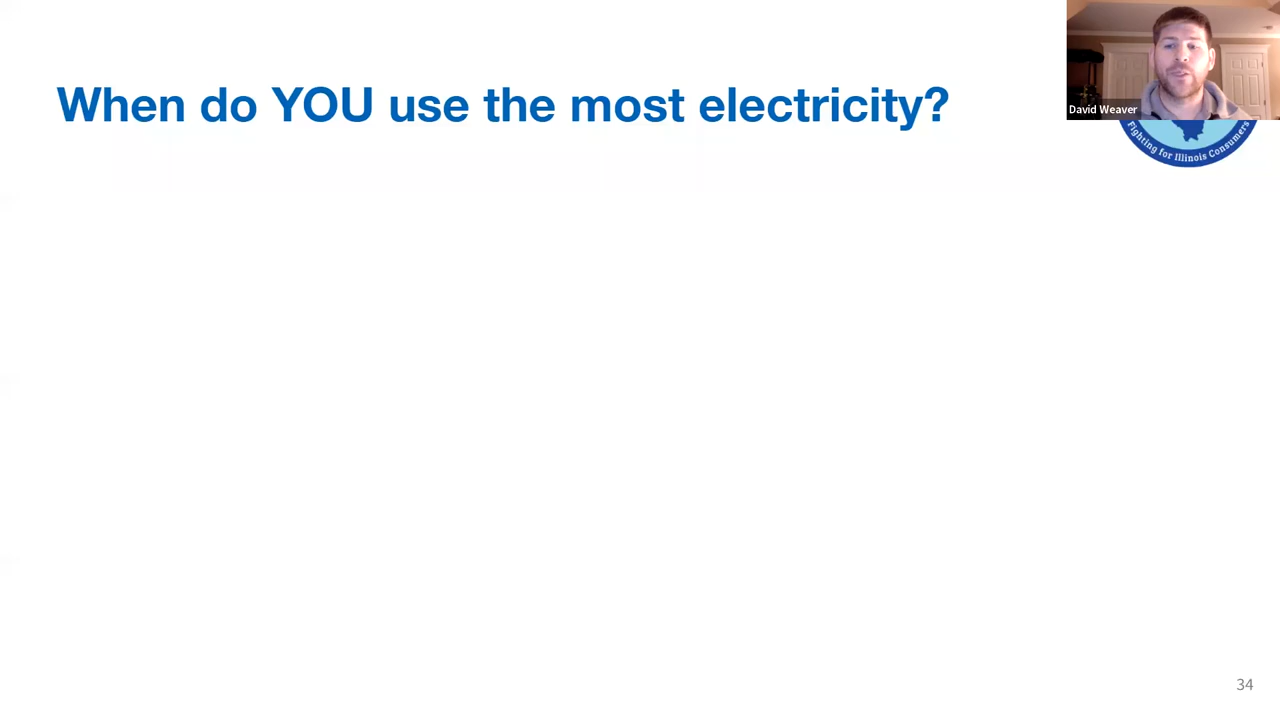 When do YOU use the most electricity?
David Weaver
Fighting for Illinois Consumers
34